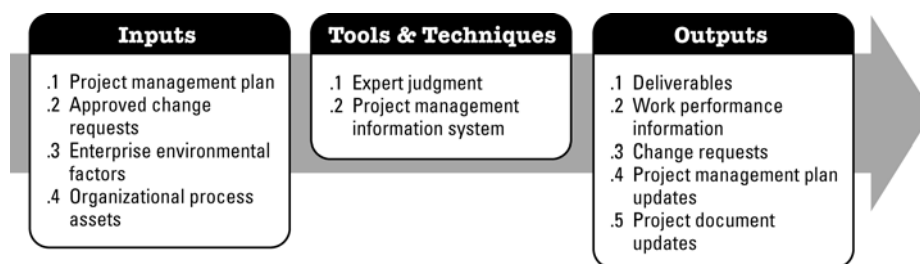 Inputs
.1 Project management plan
.2 Approved change
requests
.3 Enterprise environmental
factors
.4 Organizational process
assets
Tools & Techniques
.1 Expert judgment
.2 Project management
information system
Outputs
.1 Deliverables
.2 Work performance
information
.3 Change requests
.4 Project management plan
updates
.5 Project document
updates